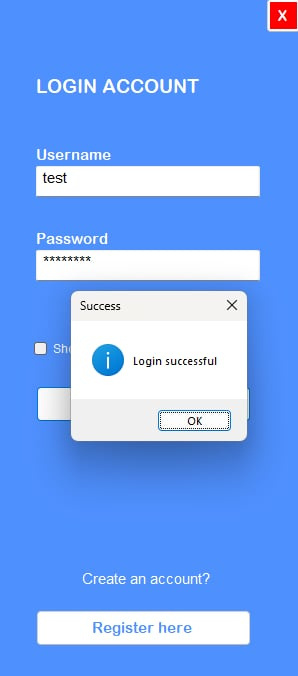 X
LOGIN ACCOUNT
Username
test
Password
********
Success
Login successful
OK
Create an account?
Register here